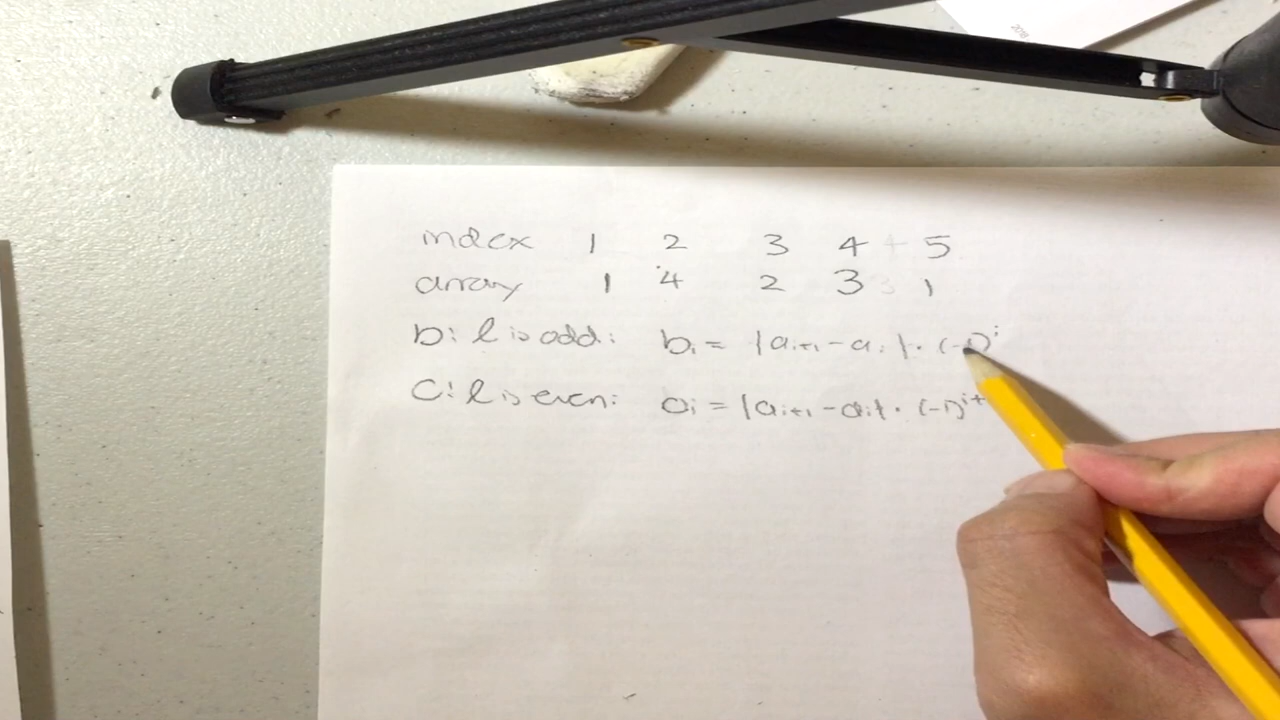 2018
index 1 2 3 4 5
array 1 4 2 3 1
b: l is odd: bᵢ = |aᵢ₊₁ - aᵢ| · (-1)ⁱ
C: l is even: cᵢ = |aᵢ₊₁ - aᵢ| · (-1)ⁱ⁺